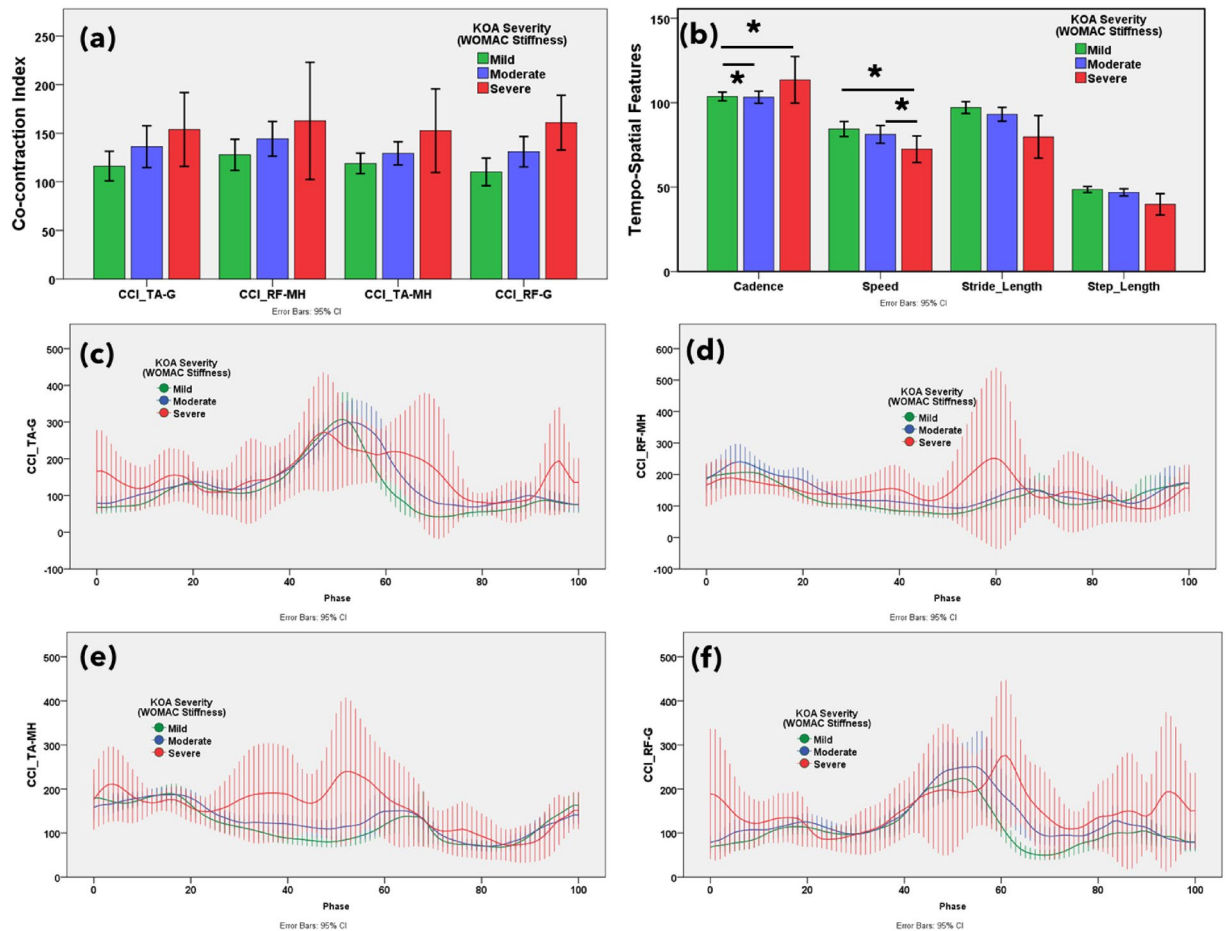 (a)
KOA Severity
(WOMAC Stiffness)
Mild
Moderate
Severe
Co-contraction Index
250
200
150
100
50
0
CCI_TA-G
CCI_RF-MH
CCI_TA-MH
CCI_RF-G
Error Bars: 95% CI
(b)
KOA Severity
(WOMAC Stiffness)
Mild
Moderate
Severe
*
*
*
*
Tempo-Spatial Features
150
100
50
0
Cadence
Speed
Stride_Length
Step_Length
Error Bars: 95% CI
(c)
KOA Severity
(WOMAC Stiffness)
Mild
Moderate
Severe
CCI_TA-G
500
400
300
200
100
0
-100
0 20 40 60 80 100
Phase
Error Bars: 95% CI
(d)
KOA Severity
(WOMAC Stiffness)
Mild
Moderate
Severe
CCI_RF-MH
600
500
400
300
200
100
0
-100
0 20 40 60 80 100
Phase
Error Bars: 95% CI
(e)
KOA Severity
(WOMAC Stiffness)
Mild
Moderate
Severe
CCI_TA-MH
500
400
300
200
100
0
0 20 40 60 80 100
Phase
Error Bars: 95% CI
(f)
KOA Severity
(WOMAC Stiffness)
Mild
Moderate
Severe
CCI_RF-G
500
400
300
200
100
0
0 20 40 60 80 100
Phase
Error Bars: 95% CI